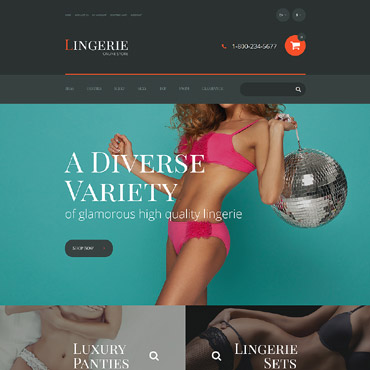 LINGERIE
ONLINE STORE
1-800-234-5677
A DIVERSE
VARIETY
of glamorous high quality lingerie
SHOP NOW
LUXURY
PANTIES
LINGERIE
SETS